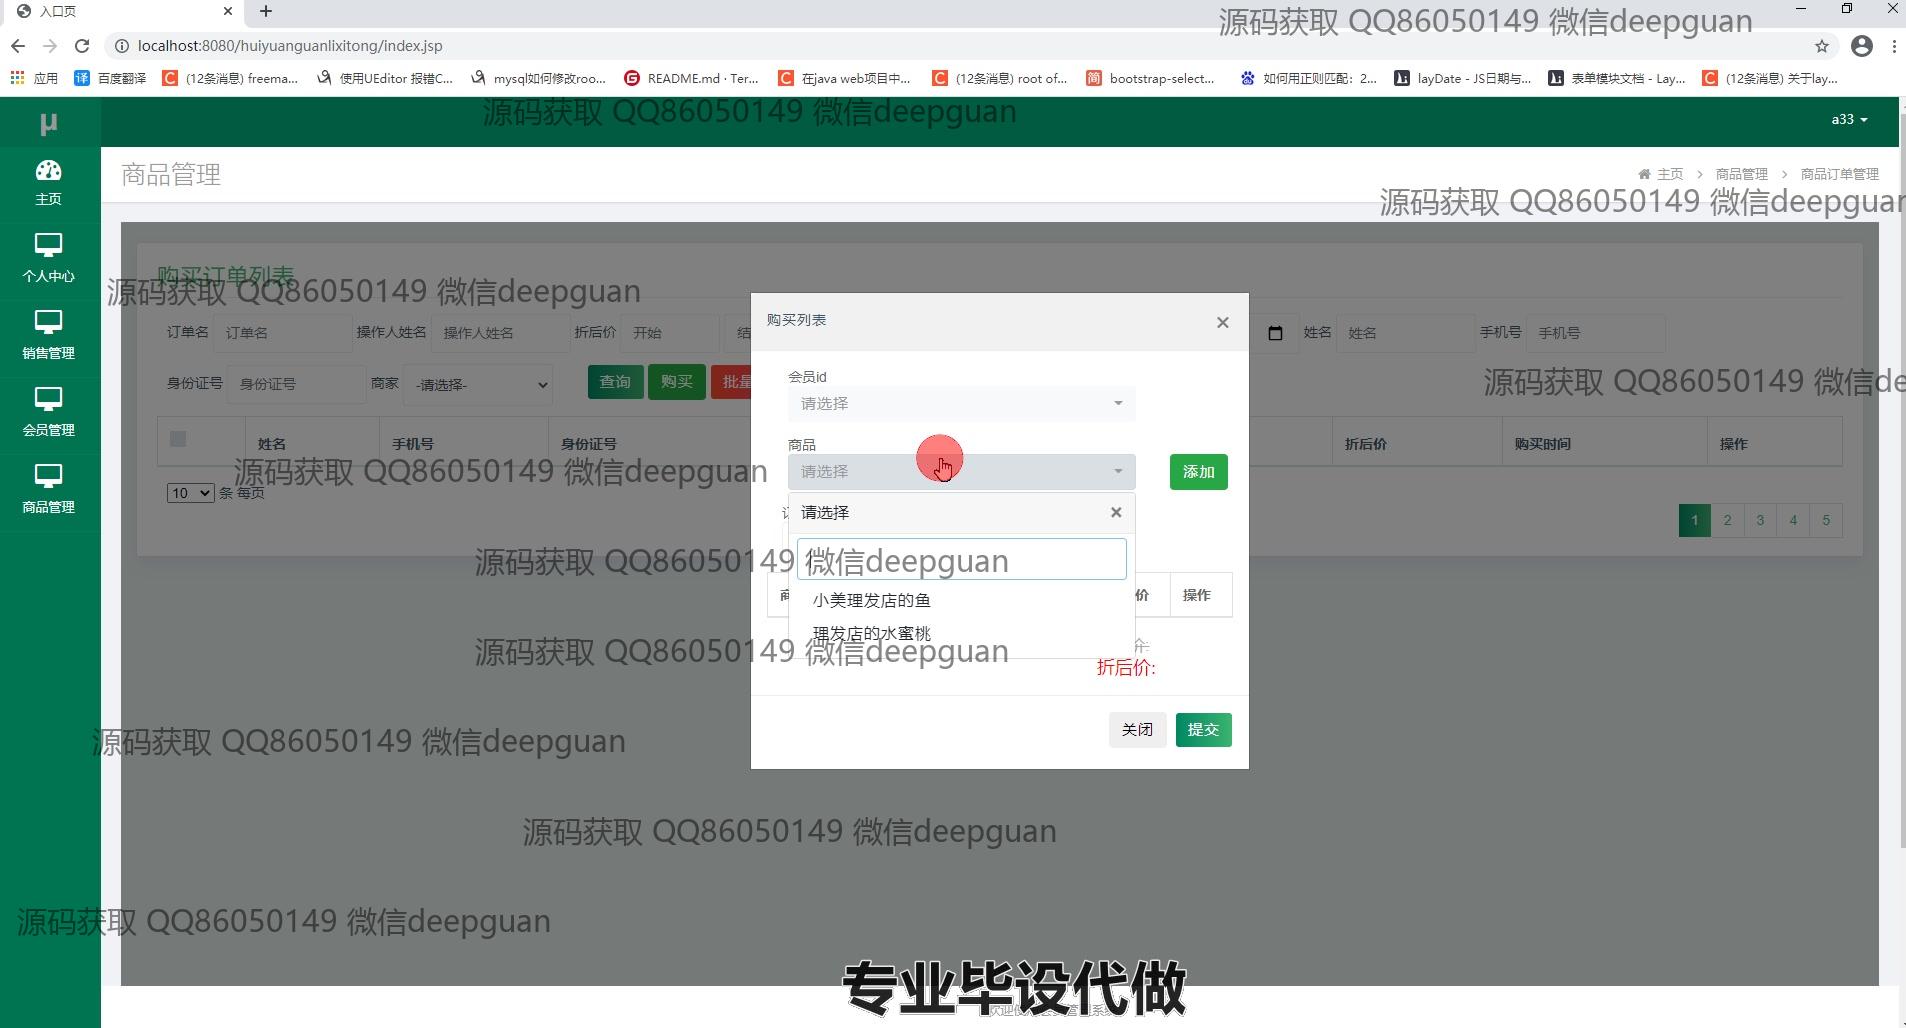 入口页
源码获取 QQ86050149 微信deepguan
localhost:8080/huiyuanguanlixitong/index.jsp
应用 百度翻译 (12条消息) freema... 使用UEditor 报错C... mysql如何修改roo... README.md · Ter... 在java web项目中... (12条消息) root of... bootstrap-select... 如何用正则匹配：2... layDate - JS日期与... 表单模块文档 - Lay... (12条消息) 关于lay...
源码获取 QQ86050149 微信deepguan
μ
a33
主页
商品管理
主页 > 商品管理 > 商品订单管理
源码获取 QQ86050149 微信deepguan
个人中心
购买订单列表
源码获取 QQ86050149 微信deepguan
购买列表
×
销售管理
订单名 订单名 操作人姓名 操作人姓名 折后价 开始 结 姓名 姓名 手机号 手机号
身份证号 身份证号 商家 -请选择- 查询 购买 批量
会员id
请选择
源码获取 QQ86050149 微信de
会员管理
姓名 手机号 身份证号 折后价 购买时间 操作
商品
请选择
添加
源码获取 QQ86050149 微信deepguan
10 条 每页
商品管理
请选择 ×
1 2 3 4 5
源码获取 QQ86050149 微信deepguan
小美理发店的鱼
价 操作
理发店的水蜜桃
源码获取 QQ86050149 微信deepguan
折后价:
关闭 提交
源码获取 QQ86050149 微信deepguan
源码获取 QQ86050149 微信deepguan
源码获取 QQ86050149 微信deepguan
专业毕设代做